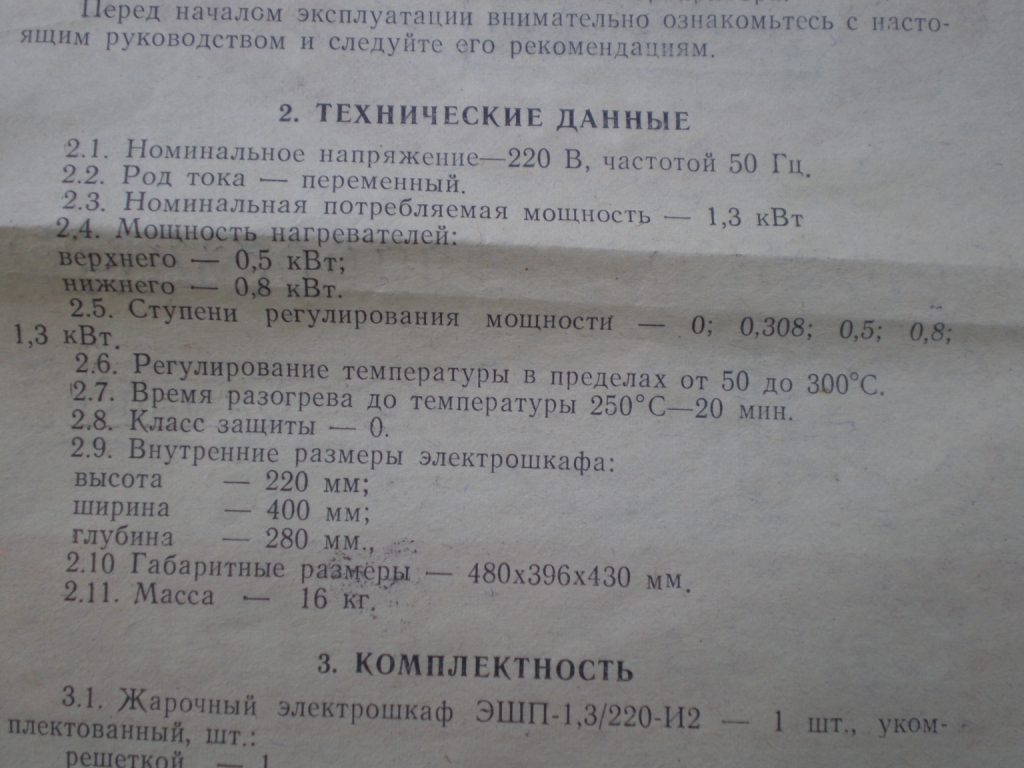 Перед началом эксплуатации внимательно ознакомьтесь с насто-
ящим руководством и следуйте его рекомендациям.
2. ТЕХНИЧЕСКИЕ ДАННЫЕ
2.1. Номинальное напряжение—220 В, частотой 50 Гц.
2.2. Род тока — переменный.
2.3. Номинальная потребляемая мощность — 1,3 кВт
2.4. Мощность нагревателей:
верхнего — 0,5 кВт;
нижнего — 0,8 кВт.
2.5. Ступени регулирования мощности — 0; 0,308; 0,5; 0,8;
1,3 кВт.
2.6. Регулирование температуры в пределах от 50 до 300°С.
2.7. Время разогрева до температуры 250°С—20 мин.
2.8. Класс защиты — 0.
2.9. Внутренние размеры электрошкафа:
высота — 220 мм;
ширина — 400 мм;
глубина — 280 мм.,
2.10 Габаритные размеры — 480х396х430 мм.
2.11. Масса — 16 кг.
3. КОМПЛЕКТНОСТЬ
3.1. Жарочный электрошкаф ЭШП-1,3/220-И2 — 1 шт., уком-
плектованный, шт.:
решеткой — 1